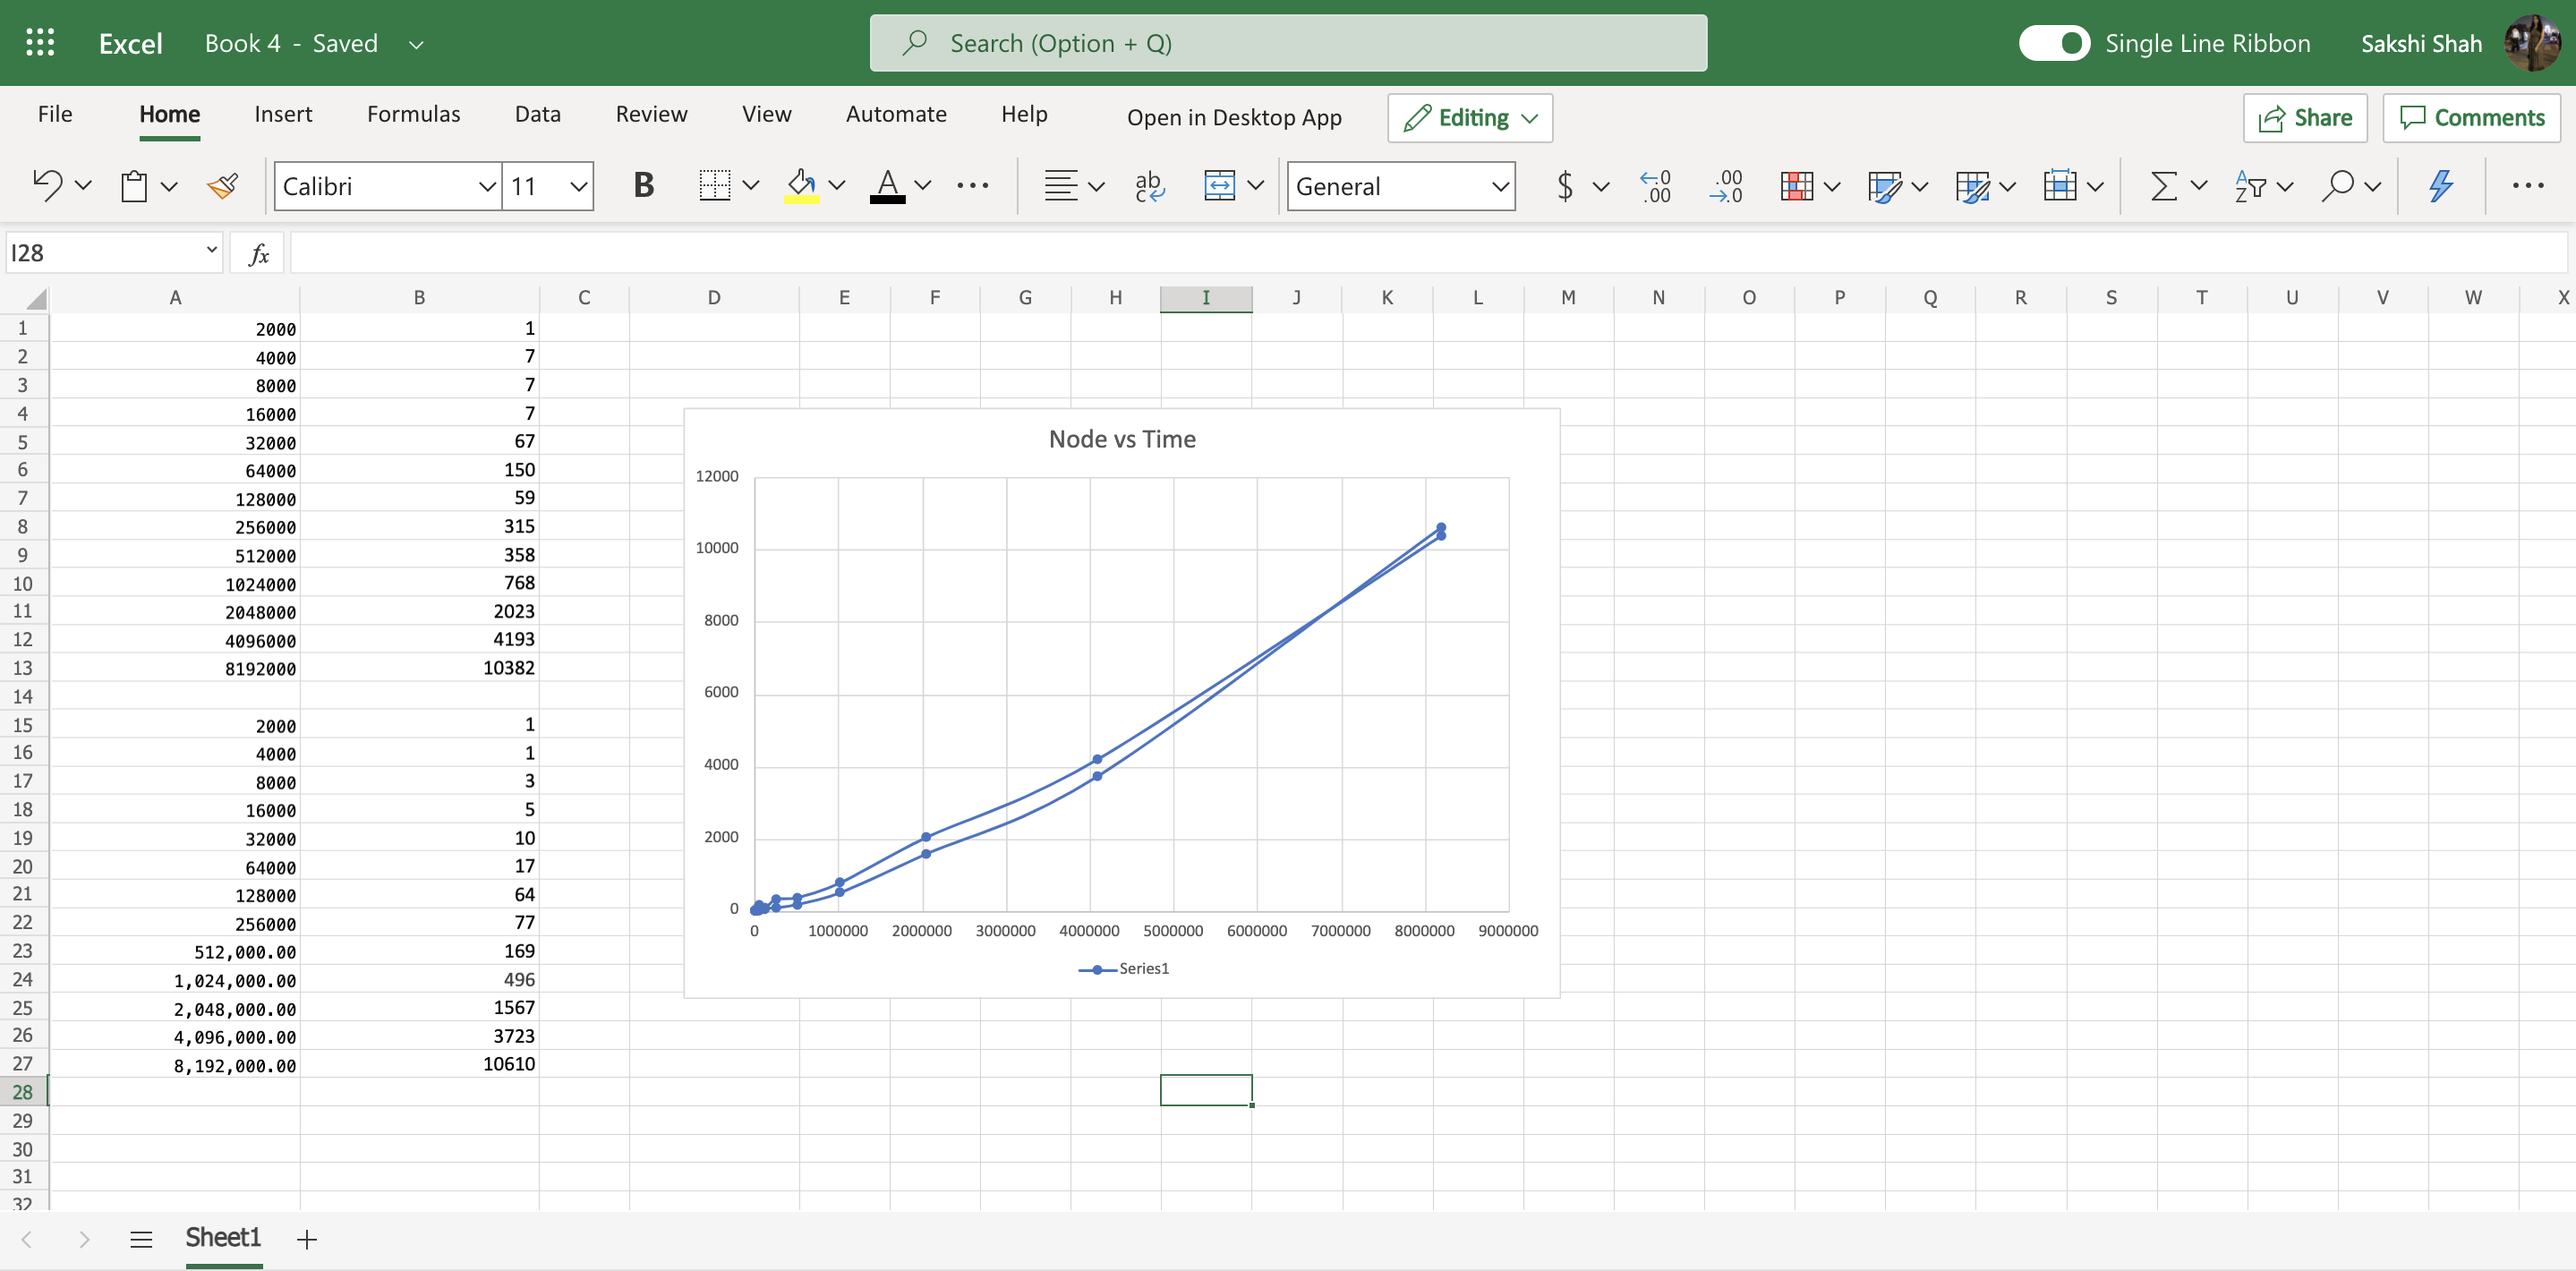 Excel Book 4 - Saved Search (Option + Q) Single Line Ribbon Sakshi Shah
File Home Insert Formulas Data Review View Automate Help Open in Desktop App Editing Share Comments
Calibri 11 B A ab c General $ .0 .00 .00 .0 A Z
I28 fx
A B C D E F G H I J K L M N O P Q R S T U V W X
1 2000 1
2 4000 7
3 8000 7
4 16000 7
5 32000 67
6 64000 150
7 128000 59
8 256000 315
9 512000 358
10 1024000 768
11 2048000 2023
12 4096000 4193
13 8192000 10382
14
15 2000 1
16 4000 1
17 8000 3
18 16000 5
19 32000 10
20 64000 17
21 128000 64
22 256000 77
23 512,000.00 169
24 1,024,000.00 496
25 2,048,000.00 1567
26 4,096,000.00 3723
27 8,192,000.00 10610
28
29
30
31
32
Node vs Time
12000
10000
8000
6000
4000
2000
0
0 1000000 2000000 3000000 4000000 5000000 6000000 7000000 8000000 9000000
Series1
Sheet1